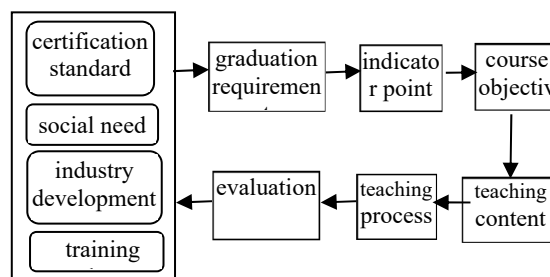 certification
standard
social need
industry
development
training
graduation
requiremen
indicato
r point
course
objectiv
evaluation
teaching
process
teaching
content